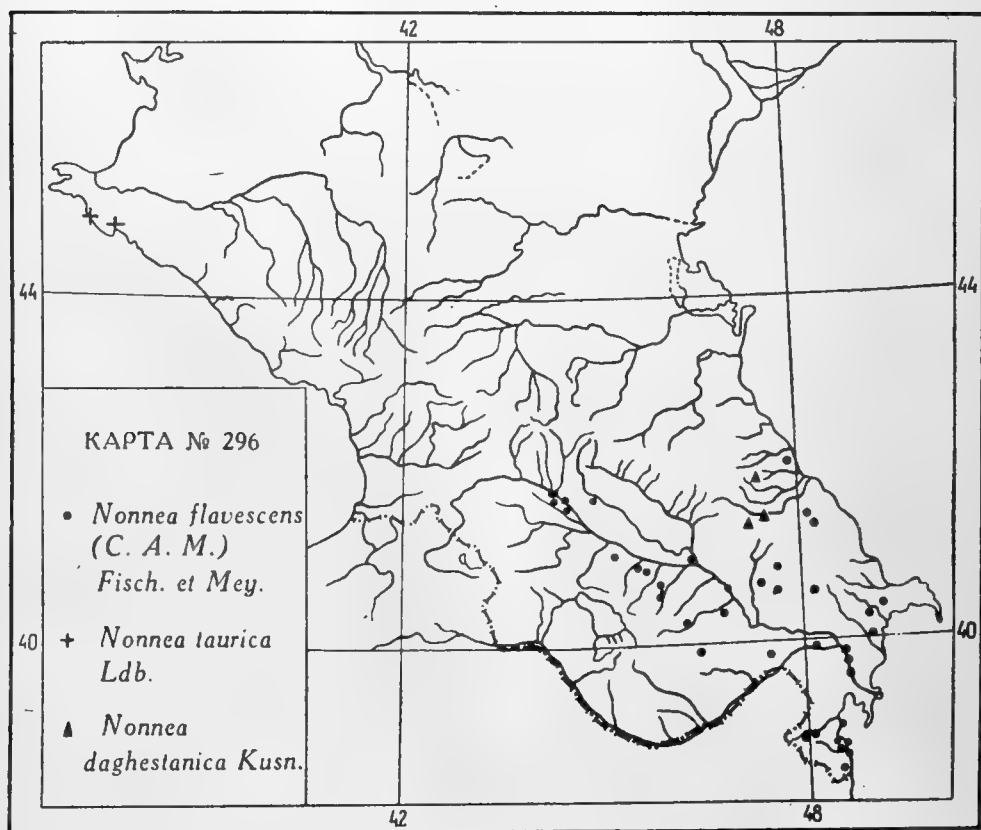 42 48
44 44
КАРТА № 296
• Nonnea flavescens
(C. A. M.)
Fisch. et Mey.
+ Nonnea taurica
Ldb.
▲ Nonnea
daghestanica Kusn.
40 40
42 48